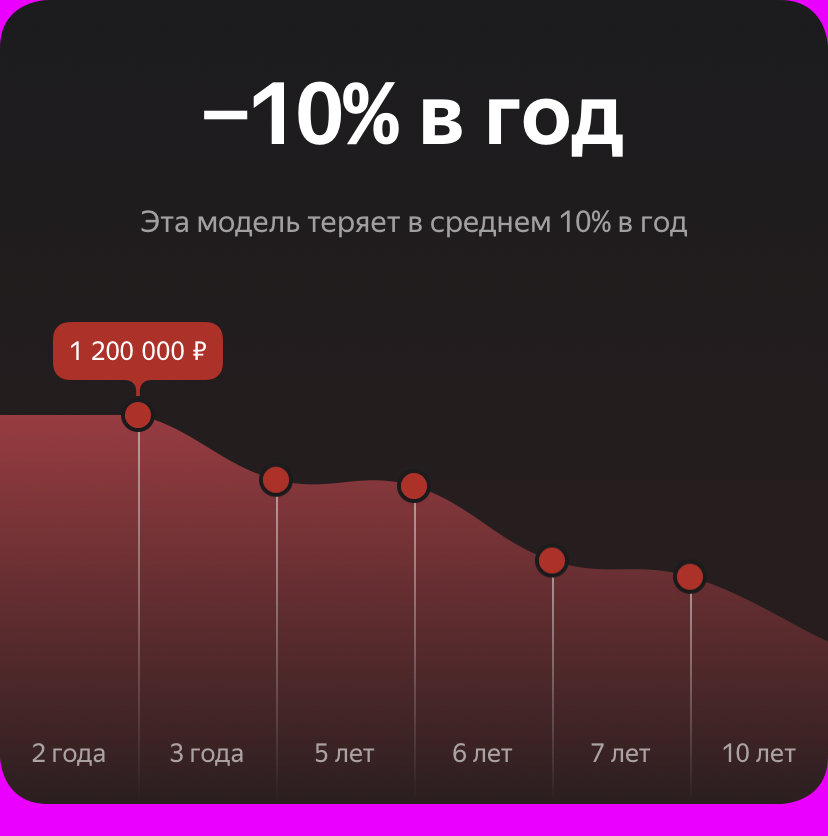 −10% в год
Эта модель теряет в среднем 10% в год
1 200 000 ₽
2 года 3 года 5 лет 6 лет 7 лет 10 лет